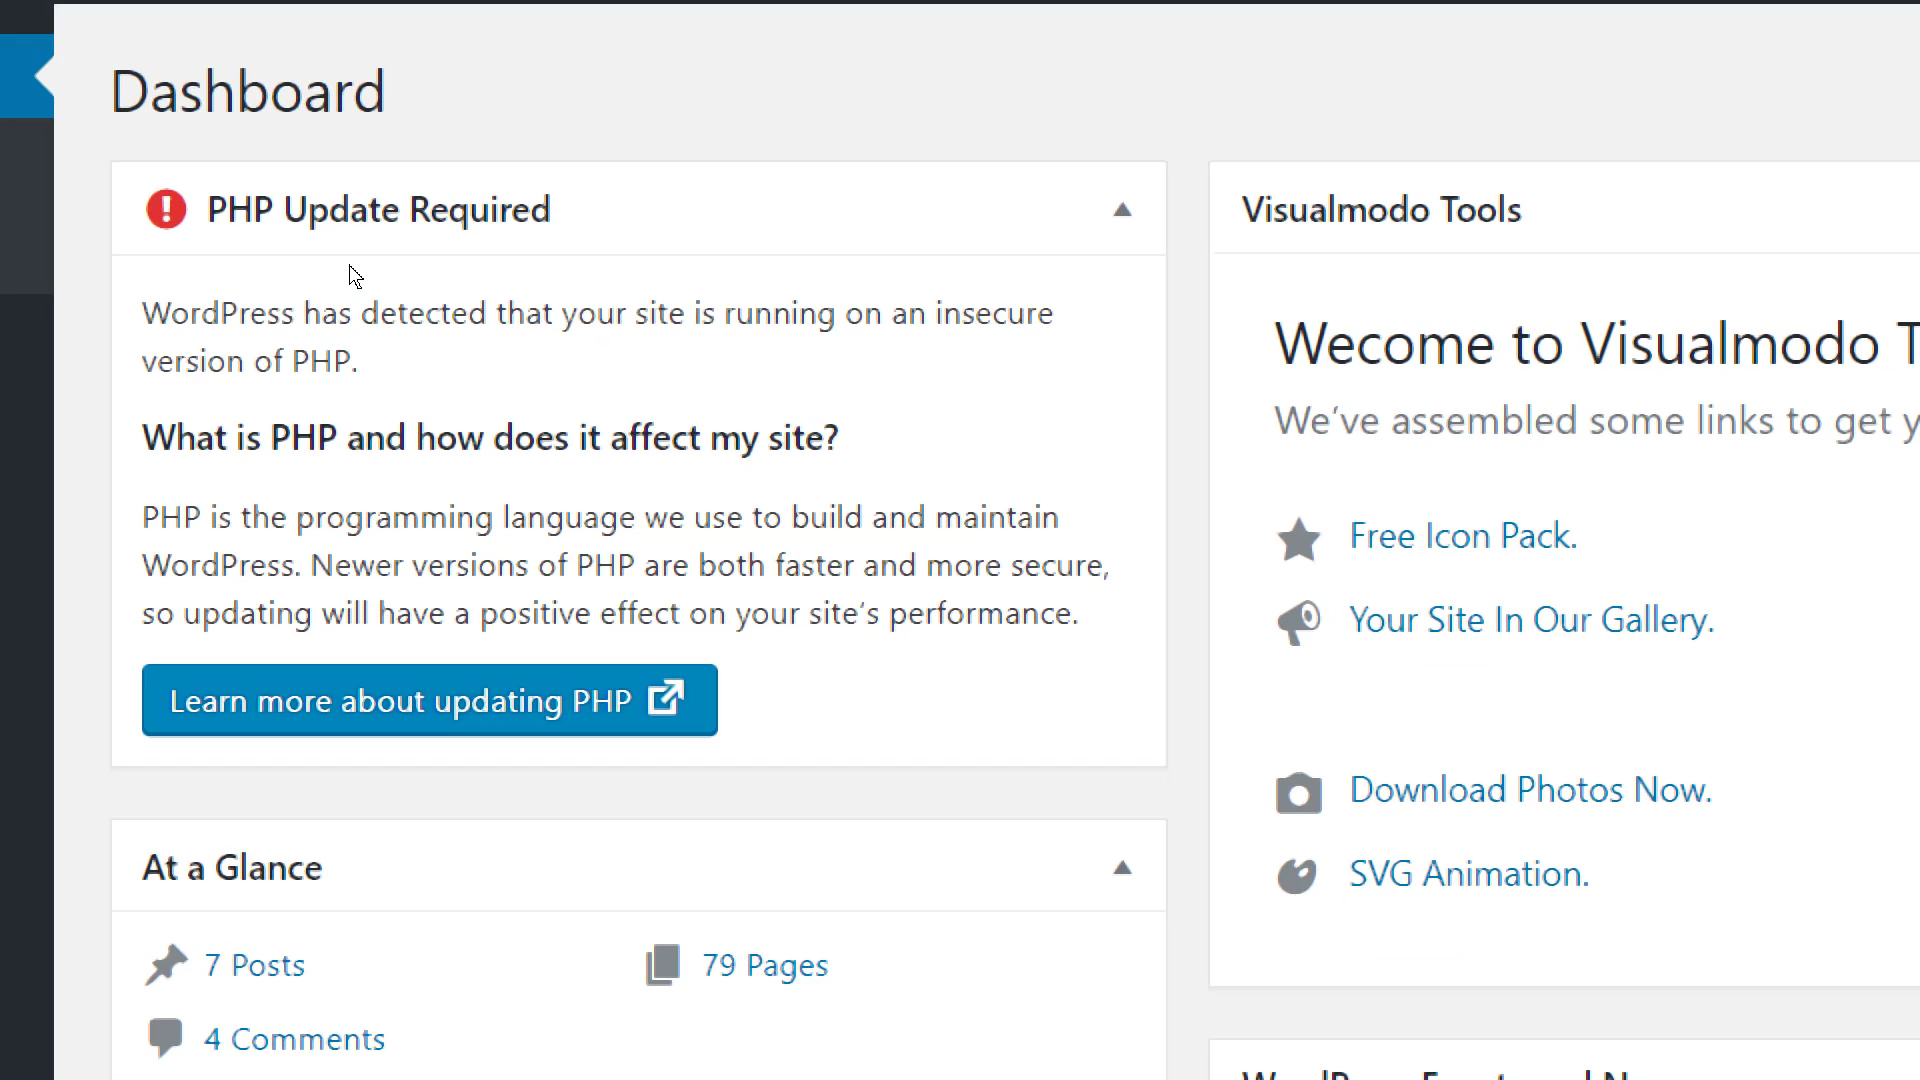 Dashboard
PHP Update Required
WordPress has detected that your site is running on an insecure
version of PHP.
What is PHP and how does it affect my site?
PHP is the programming language we use to build and maintain
WordPress. Newer versions of PHP are both faster and more secure,
so updating will have a positive effect on your site's performance.
Learn more about updating PHP
At a Glance
7 Posts
79 Pages
4 Comments
Visualmodo Tools
Wecome to Visualmodo T
We've assembled some links to get y
Free Icon Pack.
Your Site In Our Gallery.
Download Photos Now.
SVG Animation.